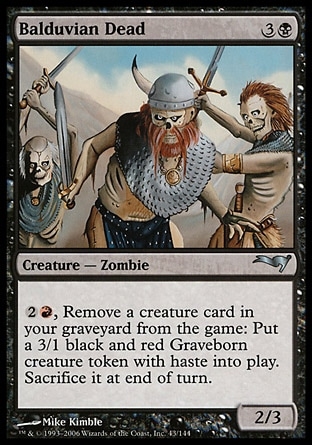 Balduvian Dead 3
Creature — Zombie
2, Remove a creature card in
your graveyard from the game: Put
a 3/1 black and red Graveborn
creature token with haste into play.
Sacrifice it at end of turn.
Mike Kimble
™ & © 1993-2006 Wizards of the Coast, Inc. 43/144
2/3